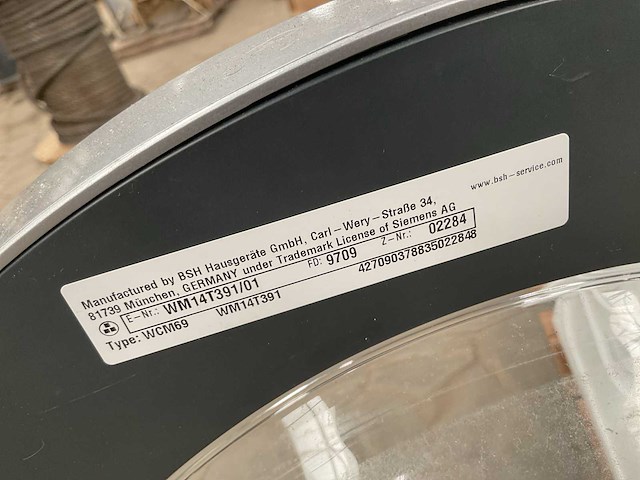 www.bsh-service.com
Manufactured by BSH Hausgeräte GmbH, Carl-Wery-Straße 34,
81739 München, GERMANY under Trademark License of Siemens AG
E-Nr.: WM14T391/01 FD: 9709 Z-Nr.: 02284
Type: WCM69 WM14T391 427090378835022848